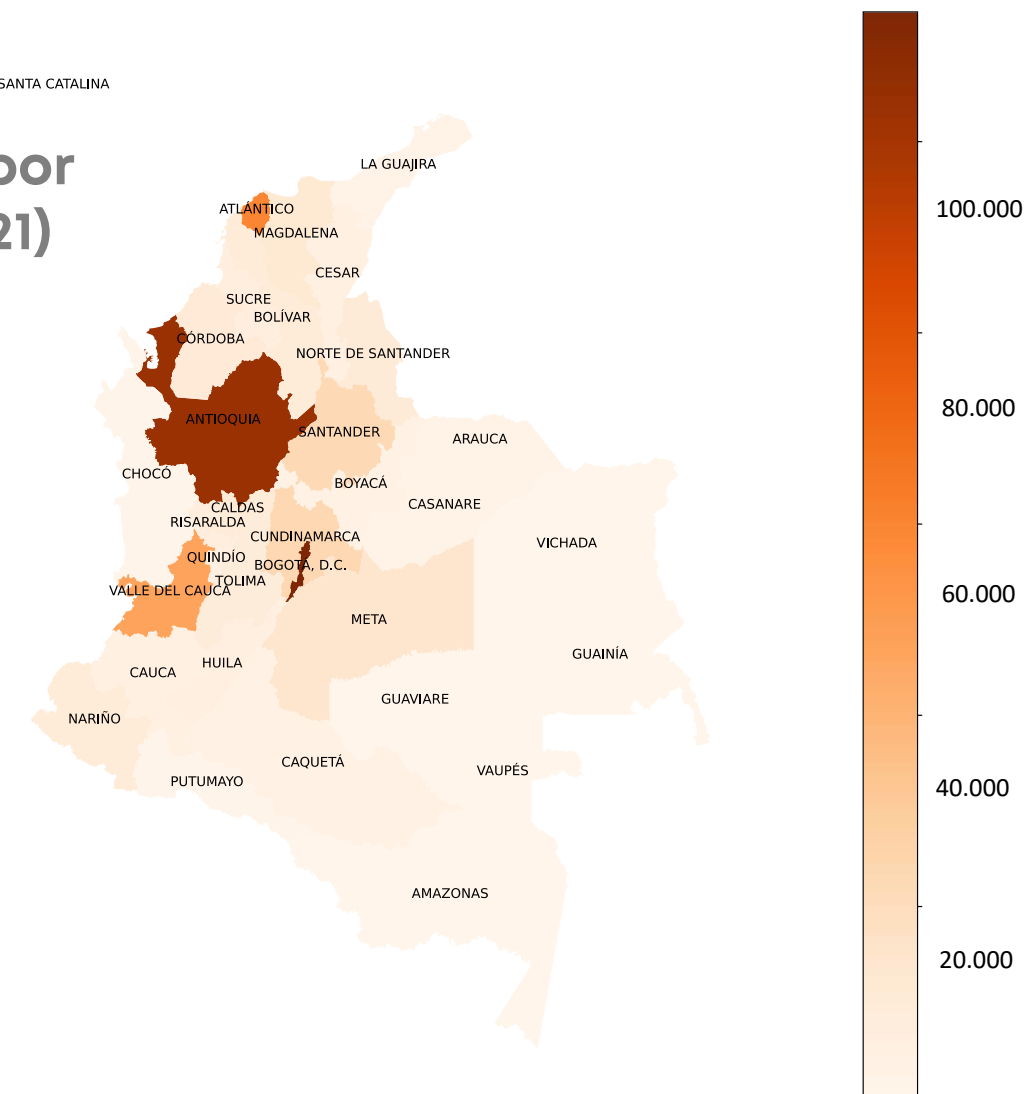 SANTA CATALINA
por
21)
LA GUAJIRA
ATLÁNTICO
MAGDALENA
CESAR
SUCRE
BOLÍVAR
CÓRDOBA
NORTE DE SANTANDER
ANTIOQUIA
SANTANDER
ARAUCA
CHOCÓ
BOYACÁ
CASANARE
CALDAS
RISARALDA
CUNDINAMARCA
VICHADA
QUINDÍO
BOGOTÁ, D.C.
TOLIMA
VALLE DEL CAUCA
META
GUAINÍA
HUILA
CAUCA
GUAVIARE
NARIÑO
CAQUETÁ
VAUPÉS
PUTUMAYO
AMAZONAS
100.000
80.000
60.000
40.000
20.000